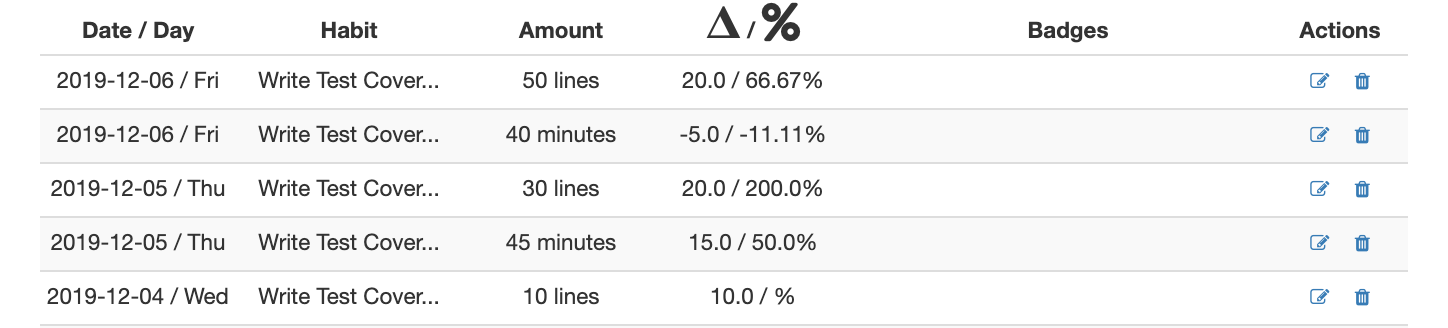 Date / Day Habit Amount Δ / % Badges Actions
2019-12-06 / Fri Write Test Cover... 50 lines 20.0 / 66.67%
2019-12-06 / Fri Write Test Cover... 40 minutes -5.0 / -11.11%
2019-12-05 / Thu Write Test Cover... 30 lines 20.0 / 200.0%
2019-12-05 / Thu Write Test Cover... 45 minutes 15.0 / 50.0%
2019-12-04 / Wed Write Test Cover... 10 lines 10.0 / %